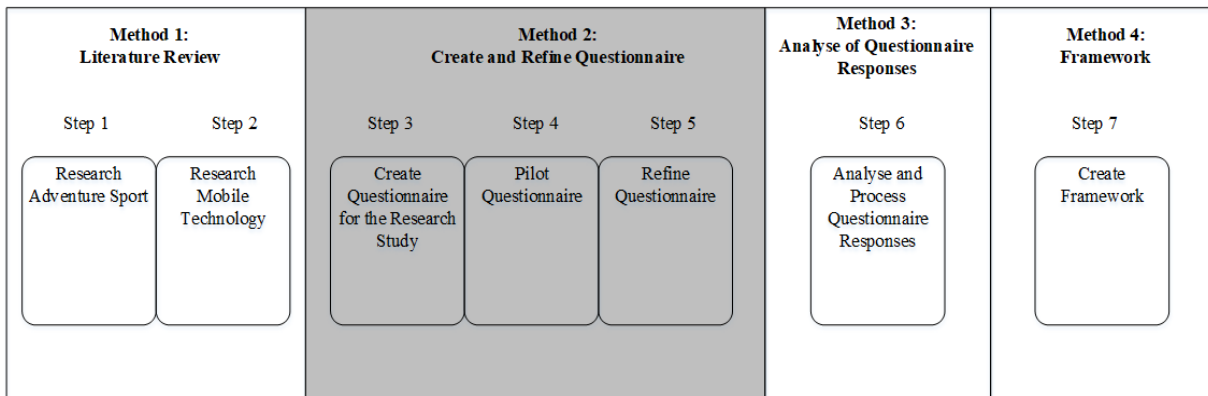 Method 1:
Literature Review
Step 1
Step 2
Research
Adventure Sport
Research
Mobile
Technology
Method 2:
Create and Refine Questionnaire
Step 3
Step 4
Step 5
Create
Questionnaire
for the Research
Study
Pilot
Questionnaire
Refine
Questionnaire
Method 3:
Analyse of Questionnaire
Responses
Step 6
Analyse and
Process
Questionnaire
Responses
Method 4:
Framework
Step 7
Create
Framework